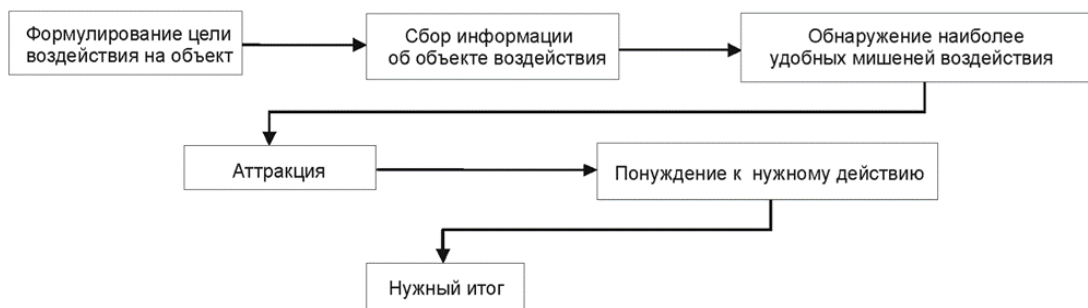 Формулирование цели
воздействия на объект
Сбор информации
об объекте воздействия
Обнаружение наиболее
удобных мишеней воздействия
Аттракция
Понуждение к нужному действию
Нужный итог